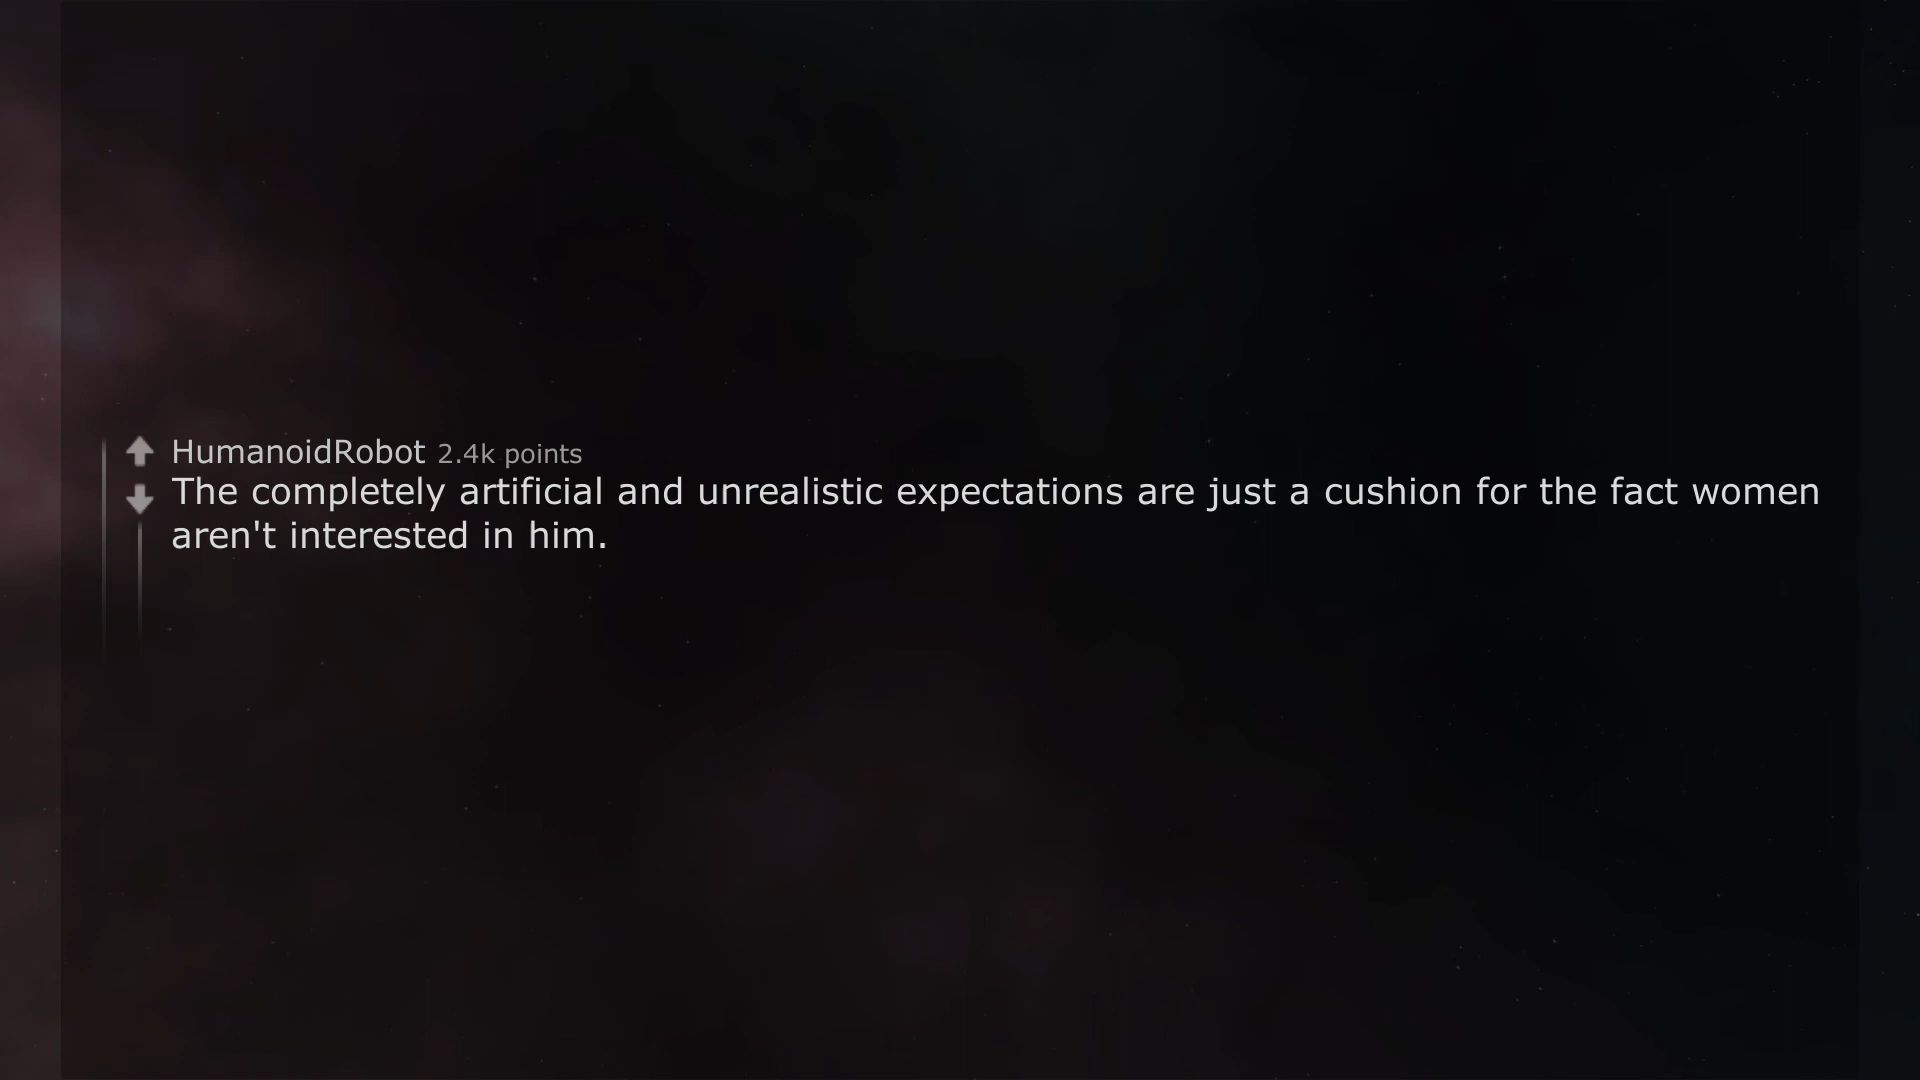 HumanoidRobot 2.4k points
The completely artificial and unrealistic expectations are just a cushion for the fact women
aren't interested in him.